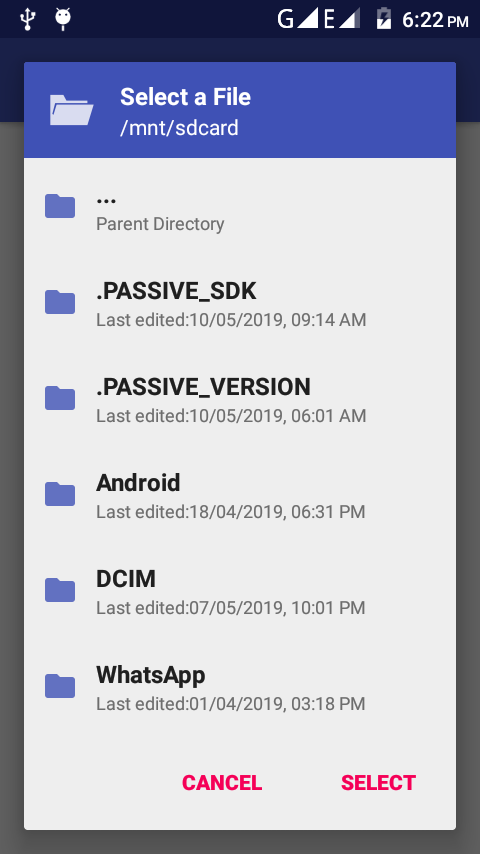 G E 6:22 PM
Select a File
/mnt/sdcard
...
Parent Directory
.PASSIVE_SDK
Last edited:10/05/2019, 09:14 AM
.PASSIVE_VERSION
Last edited:10/05/2019, 06:01 AM
Android
Last edited:18/04/2019, 06:31 PM
DCIM
Last edited:07/05/2019, 10:01 PM
WhatsApp
Last edited:01/04/2019, 03:18 PM
CANCEL SELECT